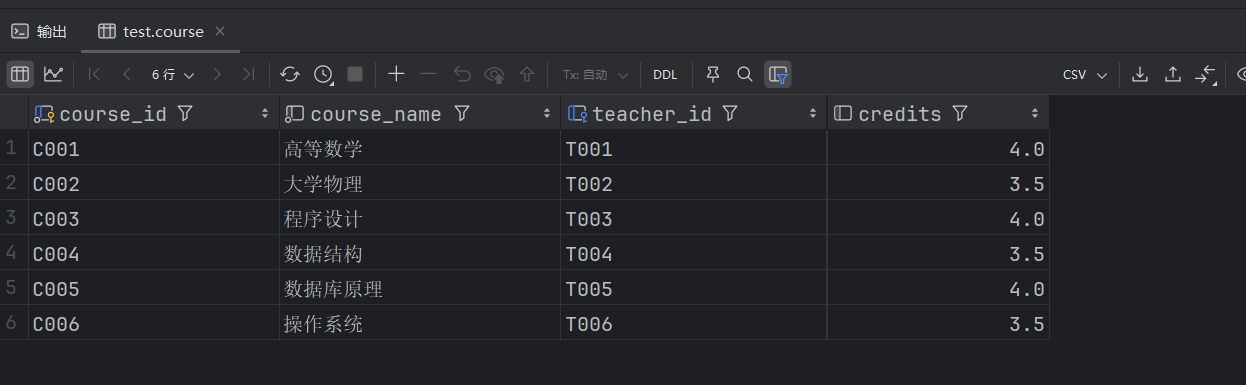 输出 test.course
6 行 Tx: 自动 DDL CSV
course_id course_name teacher_id credits
1 C001 高等数学 T001 4.0
2 C002 大学物理 T002 3.5
3 C003 程序设计 T003 4.0
4 C004 数据结构 T004 3.5
5 C005 数据库原理 T005 4.0
6 C006 操作系统 T006 3.5